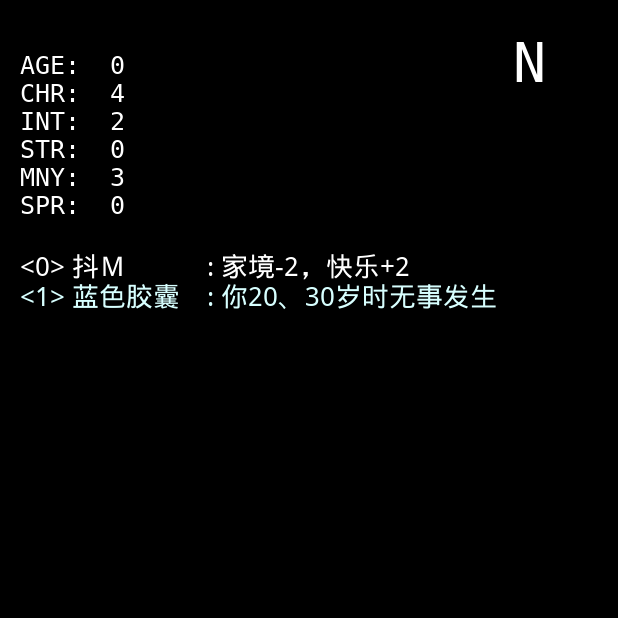 N
AGE: 0
CHR: 4
INT: 2
STR: 0
MNY: 3
SPR: 0
<0> 抖M : 家境-2，快乐+2
<1> 蓝色胶囊 : 你20、30岁时无事发生